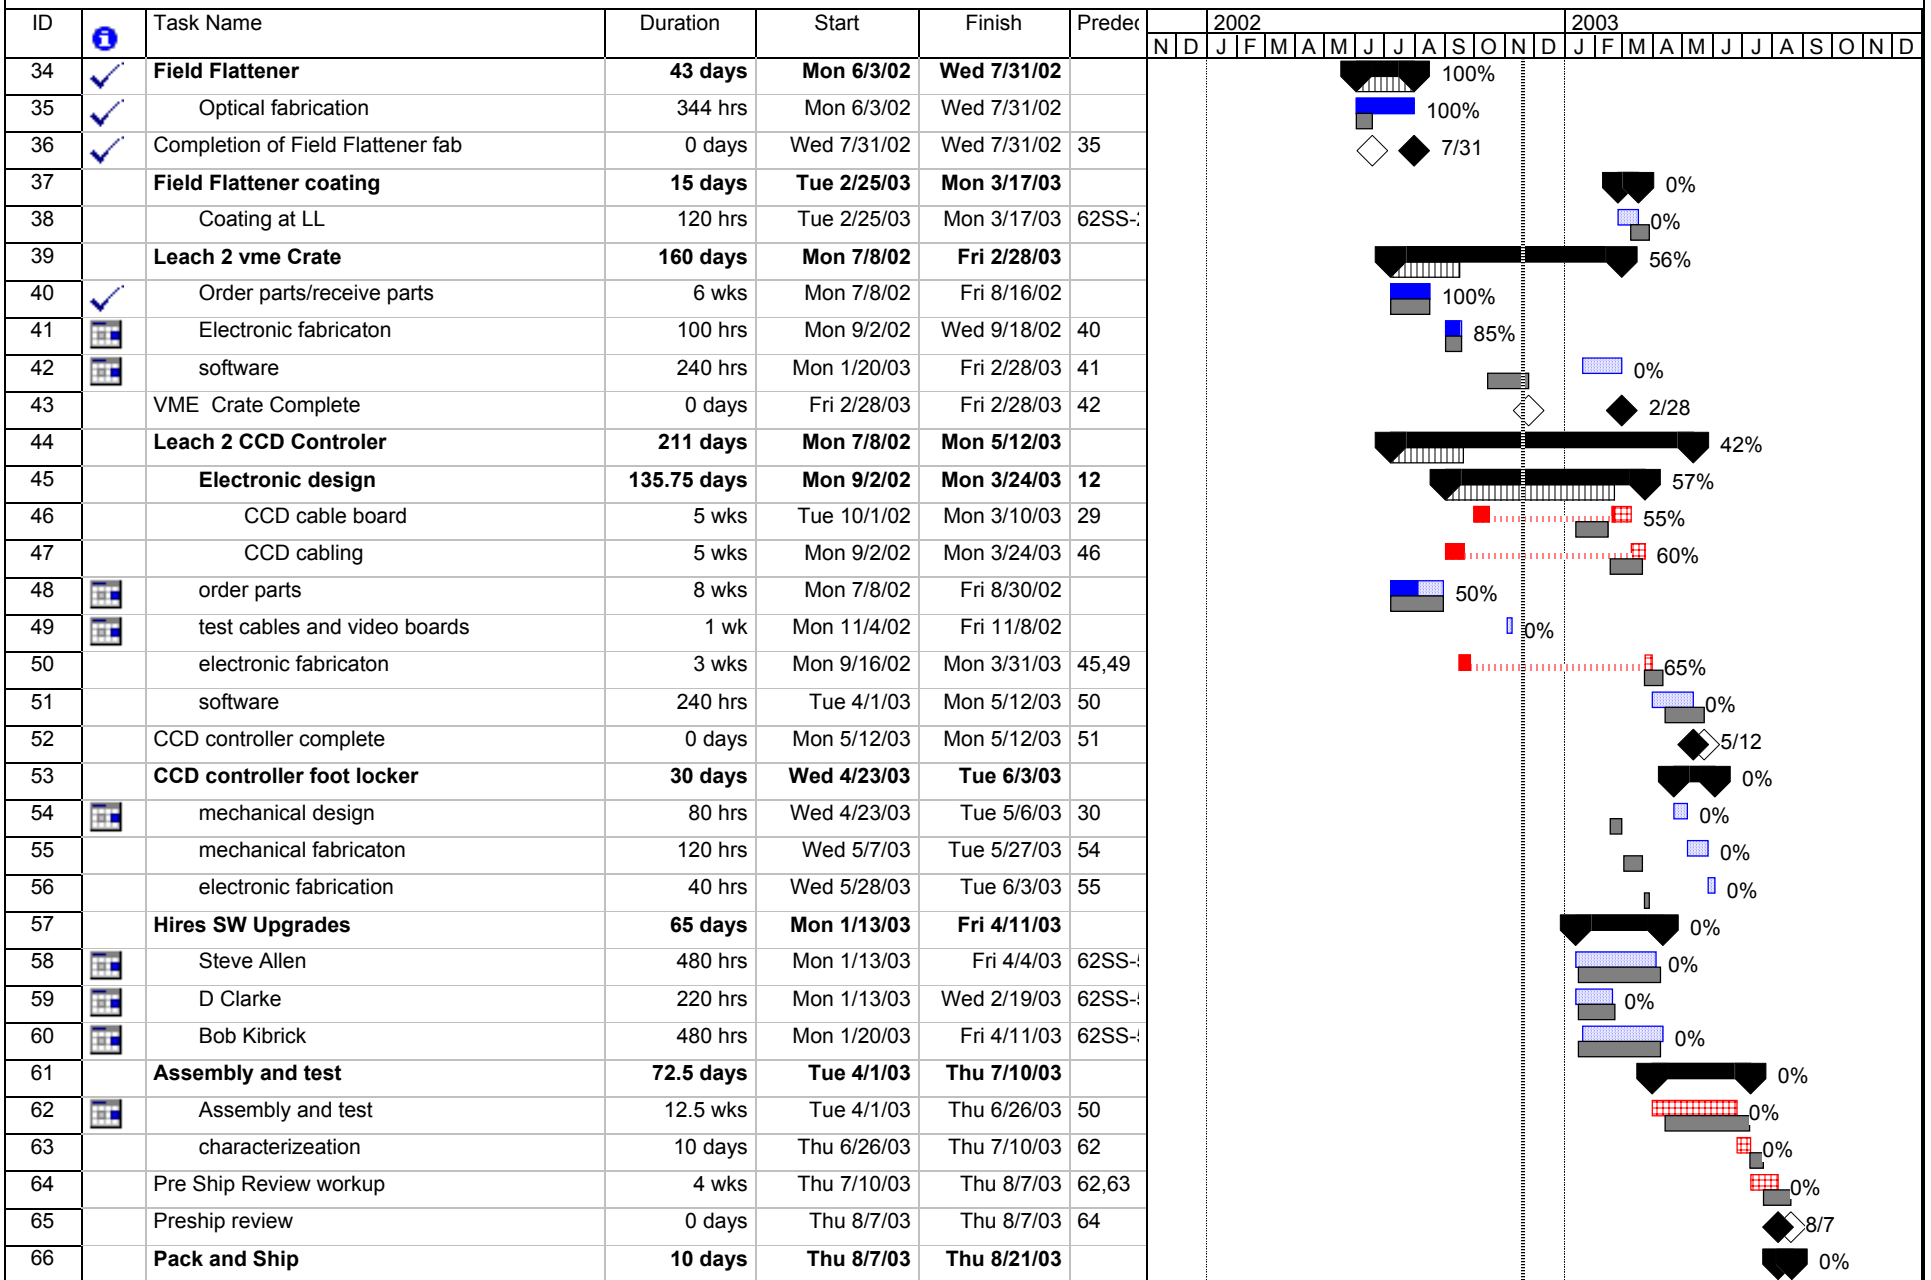 ID Task Name Duration Start Finish Predec 2002 2003
N D J F M A M J J A S O N D J F M A M J J A S O N D
34 Field Flattener 43 days Mon 6/3/02 Wed 7/31/02 100%
35 Optical fabrication 344 hrs Mon 6/3/02 Wed 7/31/02 100%
36 Completion of Field Flattener fab 0 days Wed 7/31/02 Wed 7/31/02 35 7/31
37 Field Flattener coating 15 days Tue 2/25/03 Mon 3/17/03 0%
38 Coating at LL 120 hrs Tue 2/25/03 Mon 3/17/03 62SS- 0%
39 Leach 2 vme Crate 160 days Mon 7/8/02 Fri 2/28/03 56%
40 Order parts/receive parts 6 wks Mon 7/8/02 Fri 8/16/02 100%
41 Electronic fabricaton 100 hrs Mon 9/2/02 Wed 9/18/02 40 85%
42 software 240 hrs Mon 1/20/03 Fri 2/28/03 41 0%
43 VME Crate Complete 0 days Fri 2/28/03 Fri 2/28/03 42 2/28
44 Leach 2 CCD Controler 211 days Mon 7/8/02 Mon 5/12/03 42%
45 Electronic design 135.75 days Mon 9/2/02 Mon 3/24/03 12 57%
46 CCD cable board 5 wks Tue 10/1/02 Mon 3/10/03 29 55%
47 CCD cabling 5 wks Mon 9/2/02 Mon 3/24/03 46 60%
48 order parts 8 wks Mon 7/8/02 Fri 8/30/02 50%
49 test cables and video boards 1 wk Mon 11/4/02 Fri 11/8/02 0%
50 electronic fabricaton 3 wks Mon 9/16/02 Mon 3/31/03 45,49 65%
51 software 240 hrs Tue 4/1/03 Mon 5/12/03 50 0%
52 CCD controller complete 0 days Mon 5/12/03 Mon 5/12/03 51 5/12
53 CCD controller foot locker 30 days Wed 4/23/03 Tue 6/3/03 0%
54 mechanical design 80 hrs Wed 4/23/03 Tue 5/6/03 30 0%
55 mechanical fabricaton 120 hrs Wed 5/7/03 Tue 5/27/03 54 0%
56 electronic fabrication 40 hrs Wed 5/28/03 Tue 6/3/03 55 0%
57 Hires SW Upgrades 65 days Mon 1/13/03 Fri 4/11/03 0%
58 Steve Allen 480 hrs Mon 1/13/03 Fri 4/4/03 62SS- 0%
59 D Clarke 220 hrs Mon 1/13/03 Wed 2/19/03 62SS- 0%
60 Bob Kibrick 480 hrs Mon 1/20/03 Fri 4/11/03 62SS- 0%
61 Assembly and test 72.5 days Tue 4/1/03 Thu 7/10/03 0%
62 Assembly and test 12.5 wks Tue 4/1/03 Thu 6/26/03 50 0%
63 characterizeation 10 days Thu 6/26/03 Thu 7/10/03 62 0%
64 Pre Ship Review workup 4 wks Thu 7/10/03 Thu 8/7/03 62,63 0%
65 Preship review 0 days Thu 8/7/03 Thu 8/7/03 64 8/7
66 Pack and Ship 10 days Thu 8/7/03 Thu 8/21/03 0%